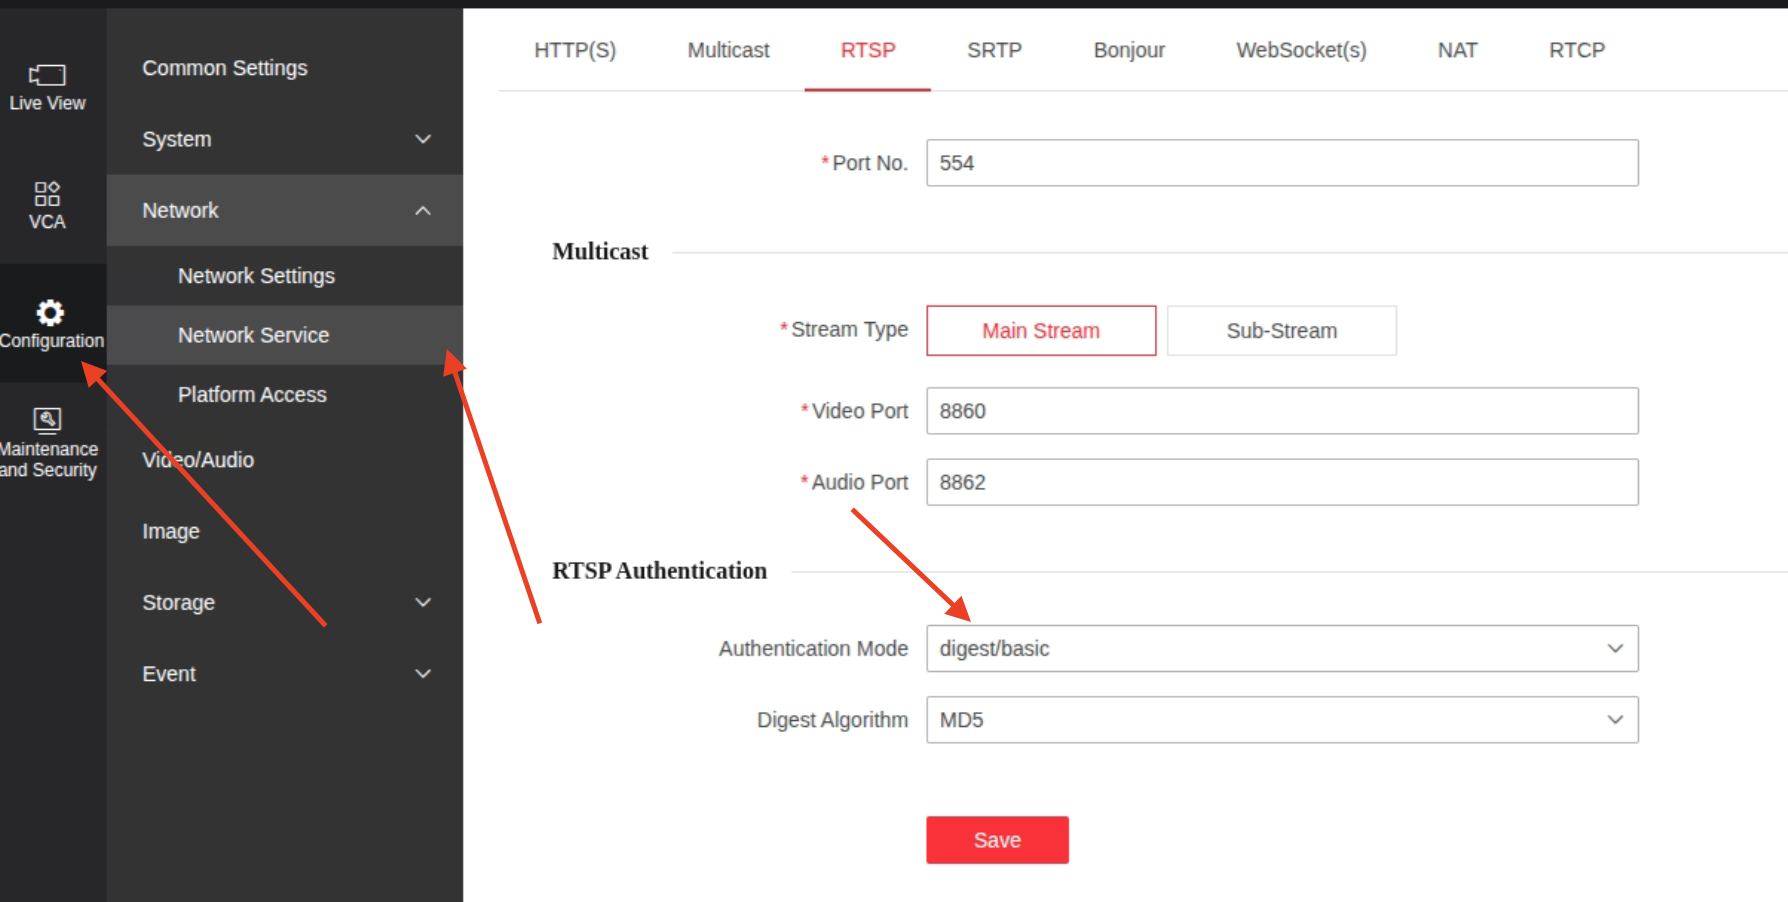 Live View
VCA
Configuration
Maintenance
and Security
Common Settings
System
Network
Network Settings
Network Service
Platform Access
Video/Audio
Image
Storage
Event
HTTP(S) Multicast RTSP SRTP Bonjour WebSocket(s) NAT RTCP
*Port No. 554
Multicast
*Stream Type Main Stream Sub-Stream
*Video Port 8860
*Audio Port 8862
RTSP Authentication
Authentication Mode digest/basic
Digest Algorithm MD5
Save